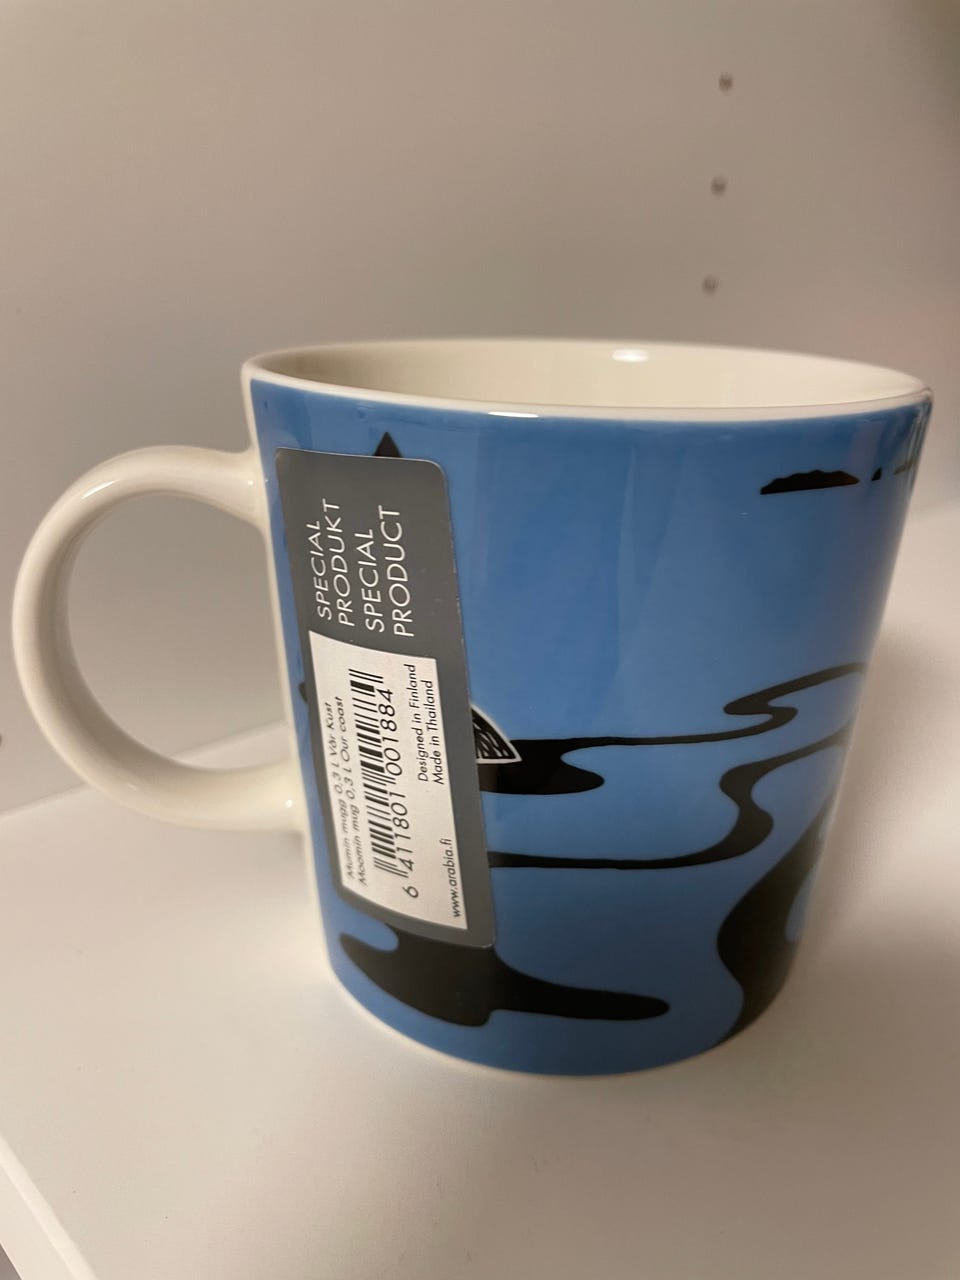 SPECIAL
PRODUKT
SPECIAL
PRODUCT
Mumin mugg 0,3 L Vår Kust
Moomin mug 0,3 L Our coast
6 411801 001884
Designed in Finland
Made in Thailand
www.arabia.fi